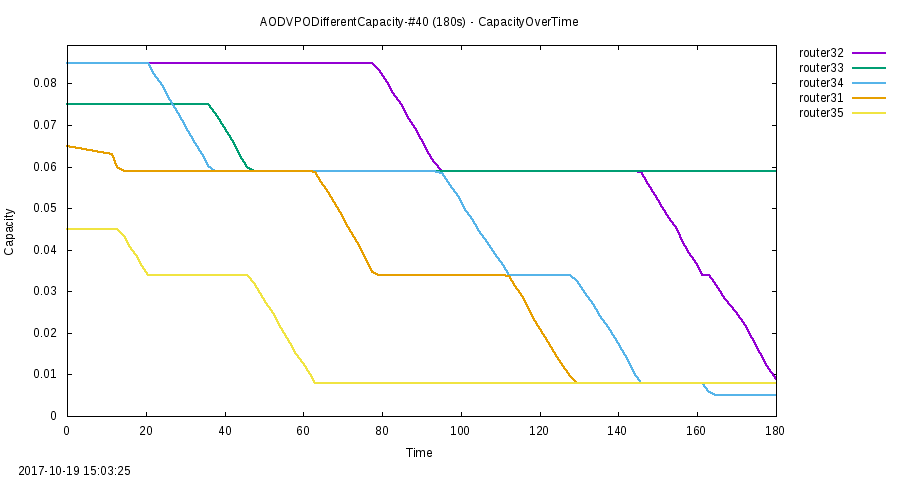 AODVPODifferentCapacity-#40 (180s) - CapacityOverTime
router32
router33
router34
router31
router35
0.08
0.07
0.06
0.05
0.04
0.03
0.02
0.01
0
Capacity
0 20 40 60 80 100 120 140 160 180
Time
2017-10-19 15:03:25